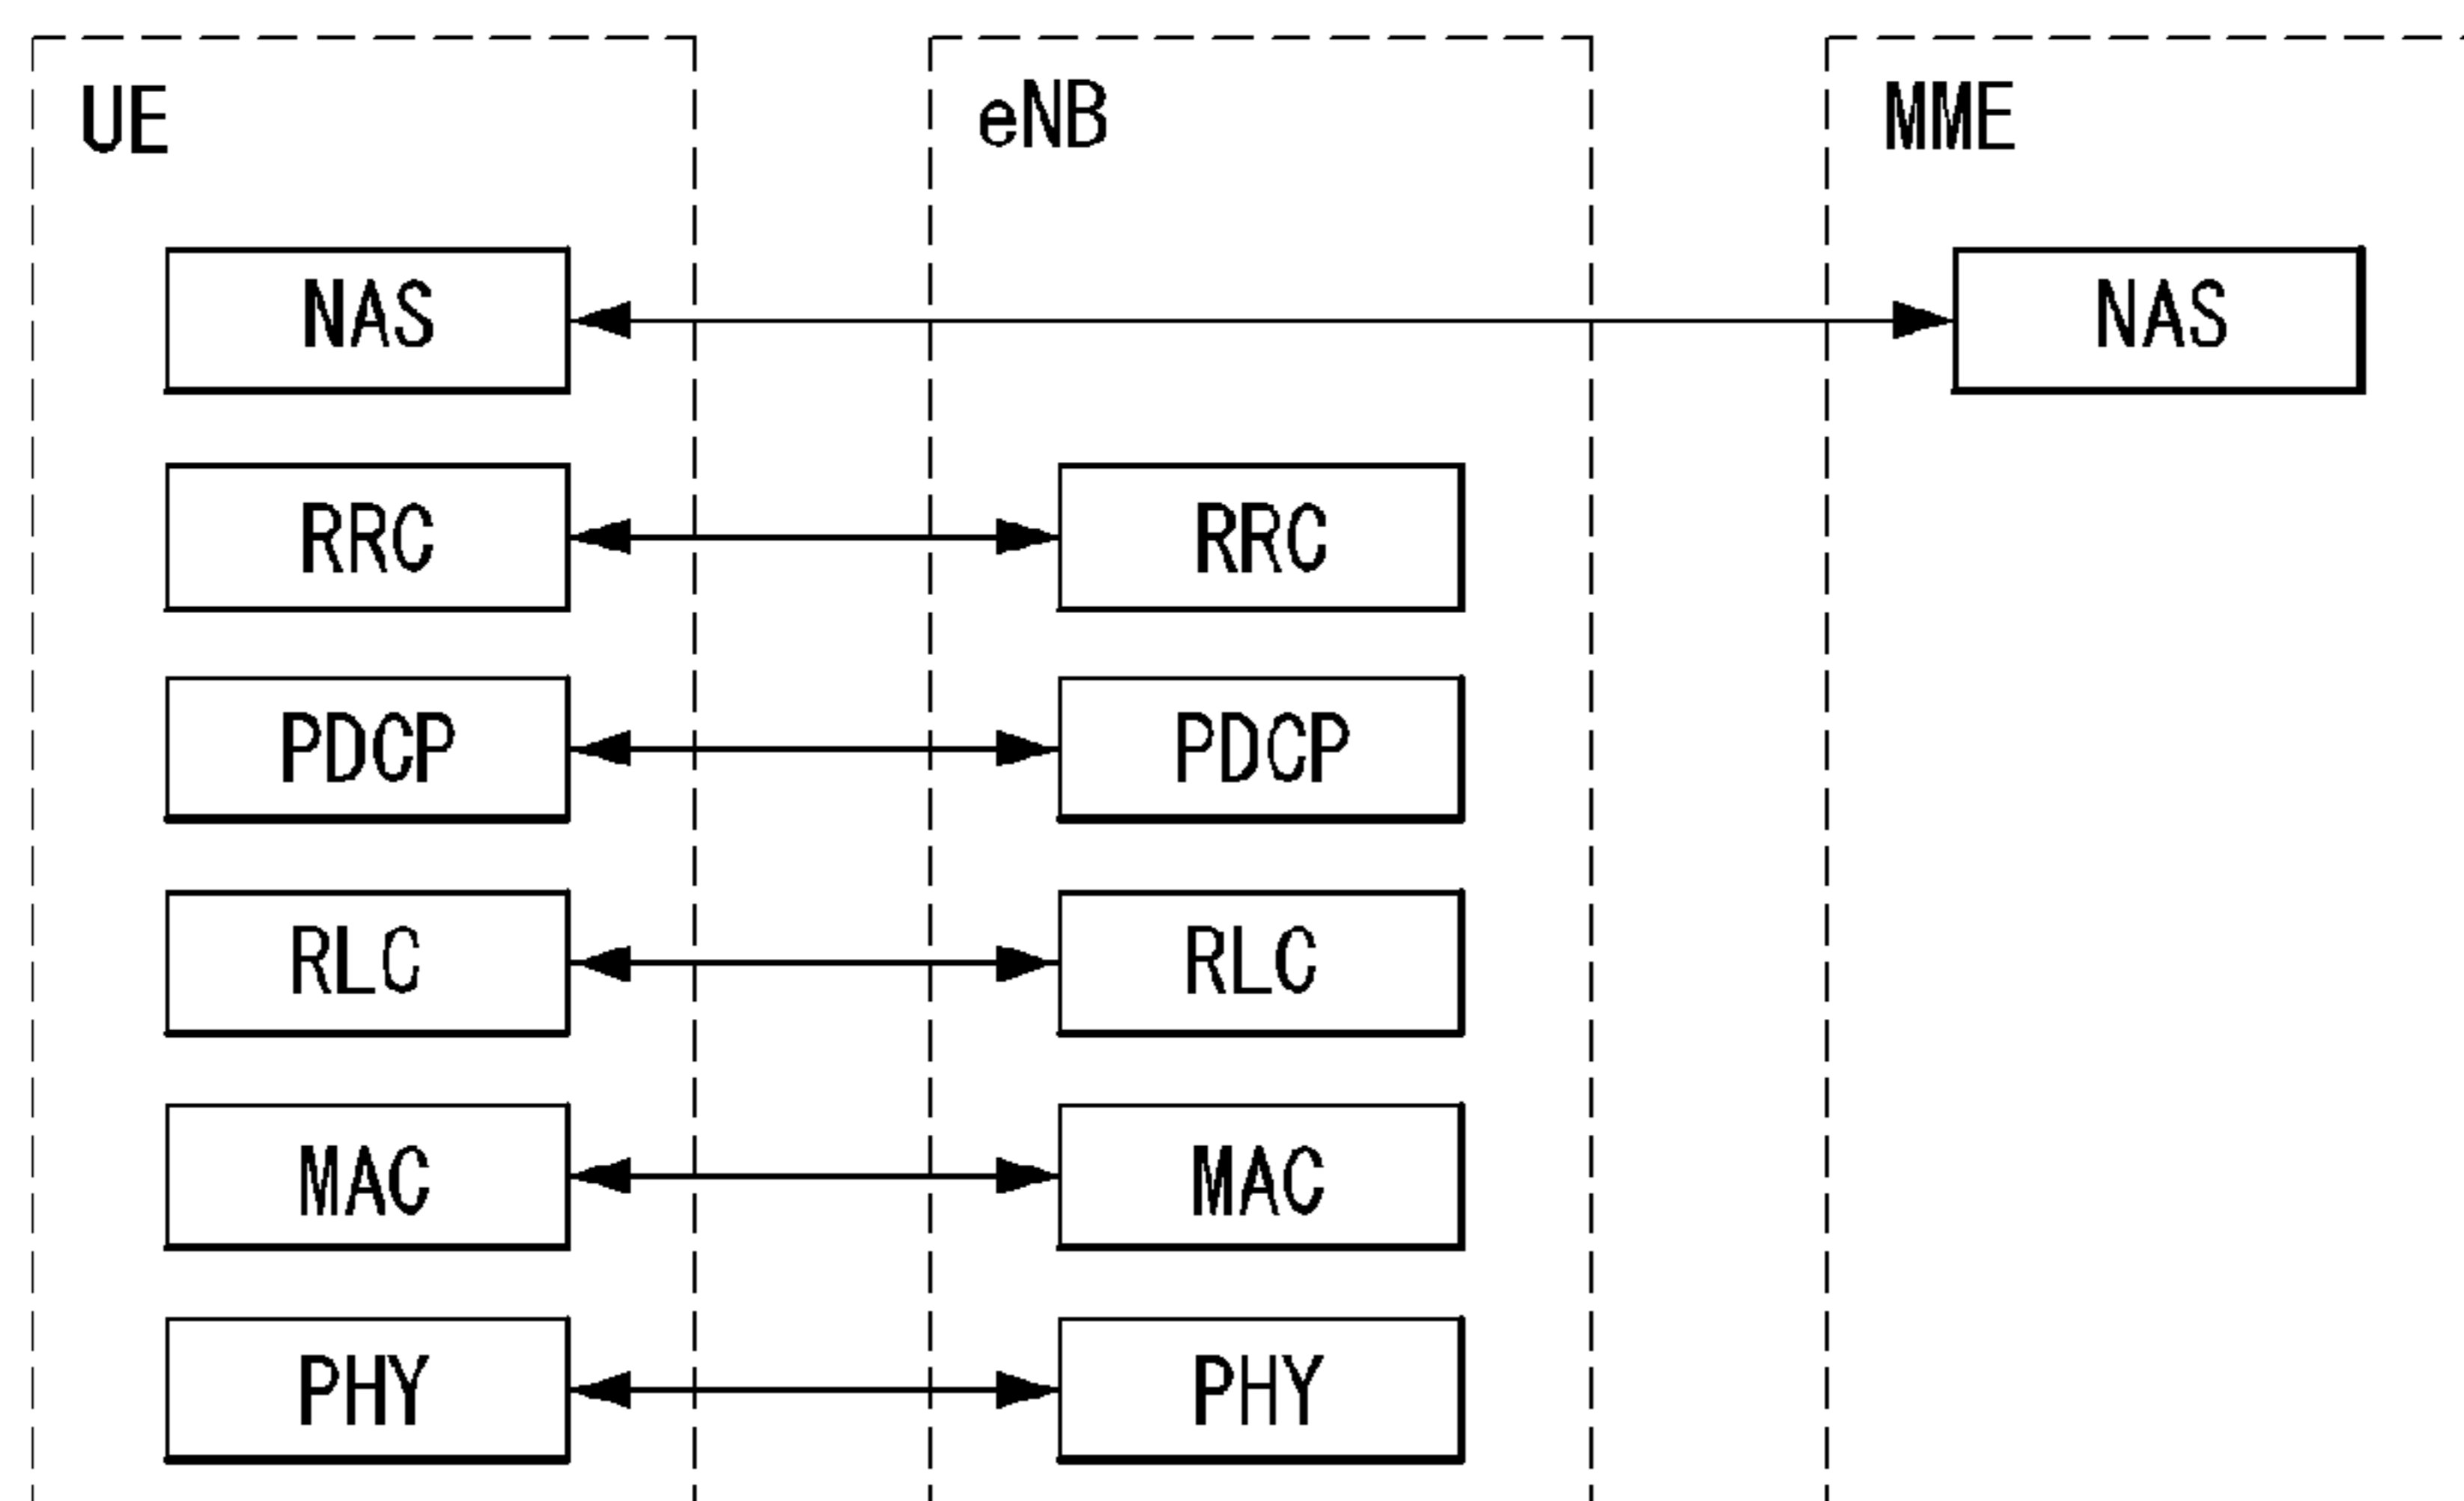 UE
eNB
MME
NAS
NAS
RRC
RRC
PDCP
PDCP
RLC
RLC
MAC
MAC
PHY
PHY